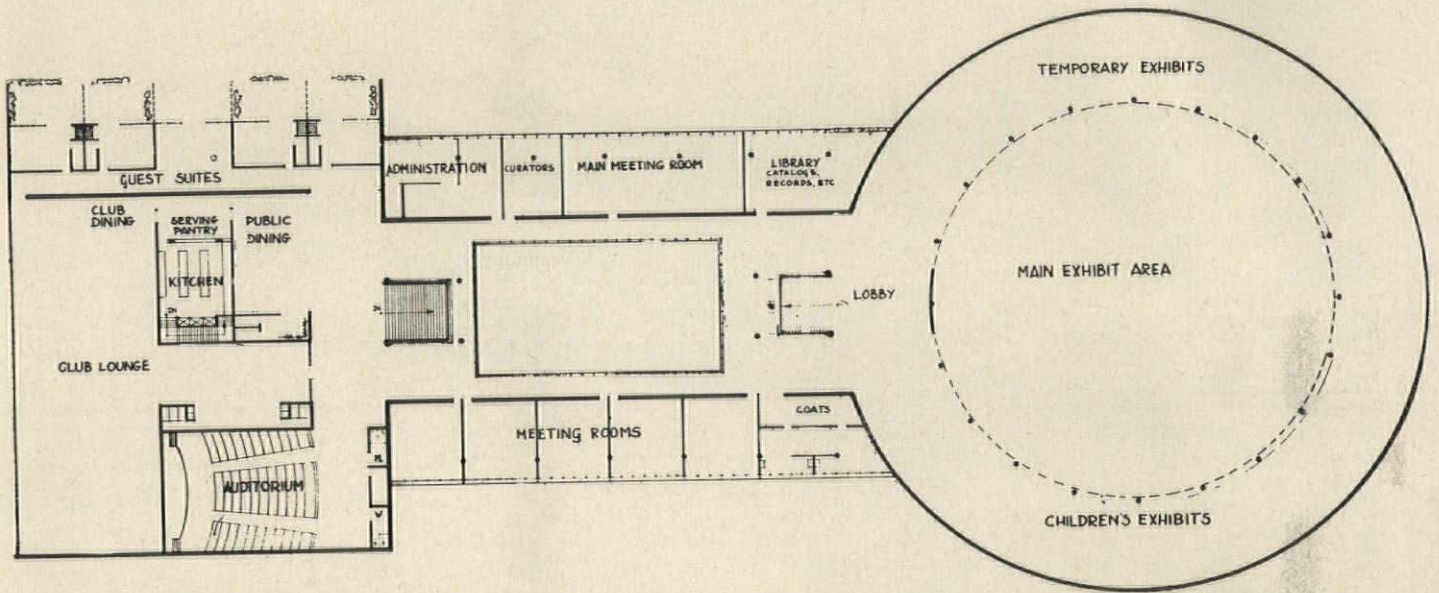 TEMPORARY EXHIBITS
ADMINISTRATION
CURATORS
MAIN MEETING ROOM
LIBRARY
CATALOGS,
RECORDS, ETC
GUEST SUITES
CLUB
DINING
SERVING
PANTRY
PUBLIC
DINING
KITCHEN
MAIN EXHIBIT AREA
LOBBY
CLUB LOUNGE
COATS
MEETING ROOMS
AUDITORIUM
CHILDREN'S EXHIBITS